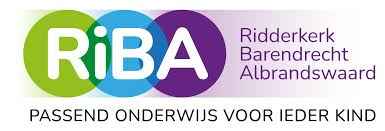 RiBA
Ridderkerk
Barendrecht
Albrandswaard
PASSEND ONDERWIJS VOOR IEDER KIND